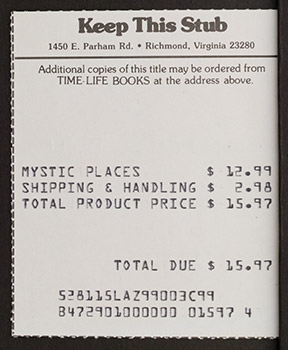 Keep This Stub
1450 E. Parham Rd. • Richmond, Virginia 23280
Additional copies of this title may be ordered from
TIME-LIFE BOOKS at the address above.
MYSTIC PLACES $ 12.99
SHIPPING & HANDLING $ 2.98
TOTAL PRODUCT PRICE $ 15.97
TOTAL DUE $ 15.97
528115LAZ99003C99
B472901000000 01597 4